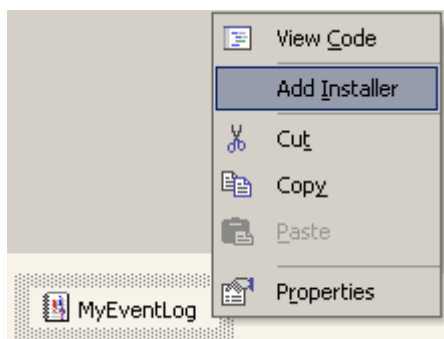 View Code
Add Installer
Cut
Copy
Paste
Properties
MyEventLog